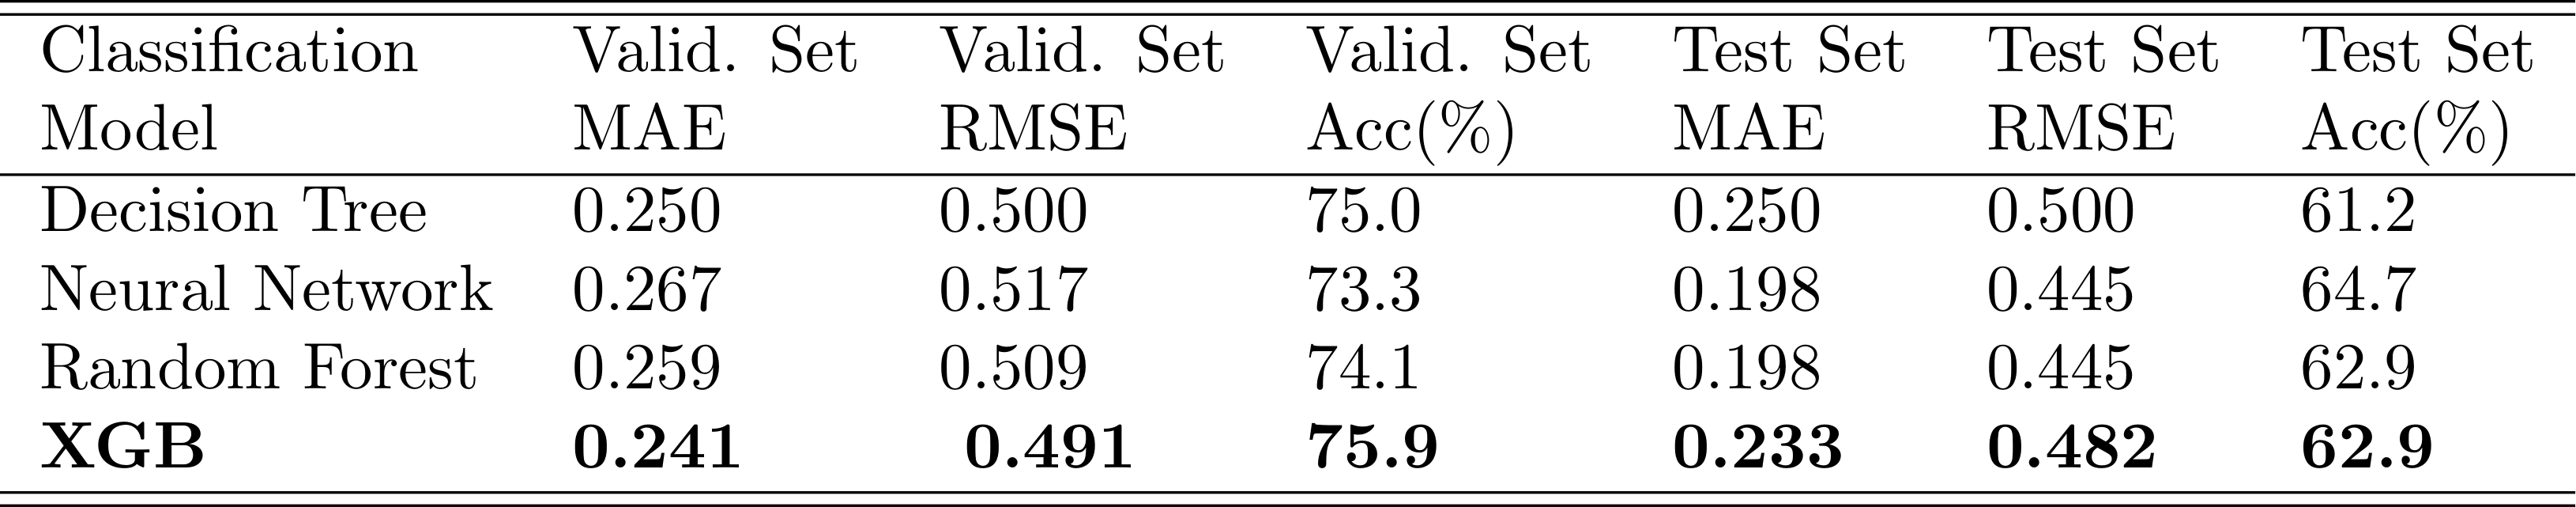 Classification Valid. Set Valid. Set Valid. Set Test Set Test Set Test Set
Model MAE RMSE Acc(%) MAE RMSE Acc(%)
Decision Tree 0.250 0.500 75.0 0.250 0.500 61.2
Neural Network 0.267 0.517 73.3 0.198 0.445 64.7
Random Forest 0.259 0.509 74.1 0.198 0.445 62.9
XGB 0.241 0.491 75.9 0.233 0.482 62.9